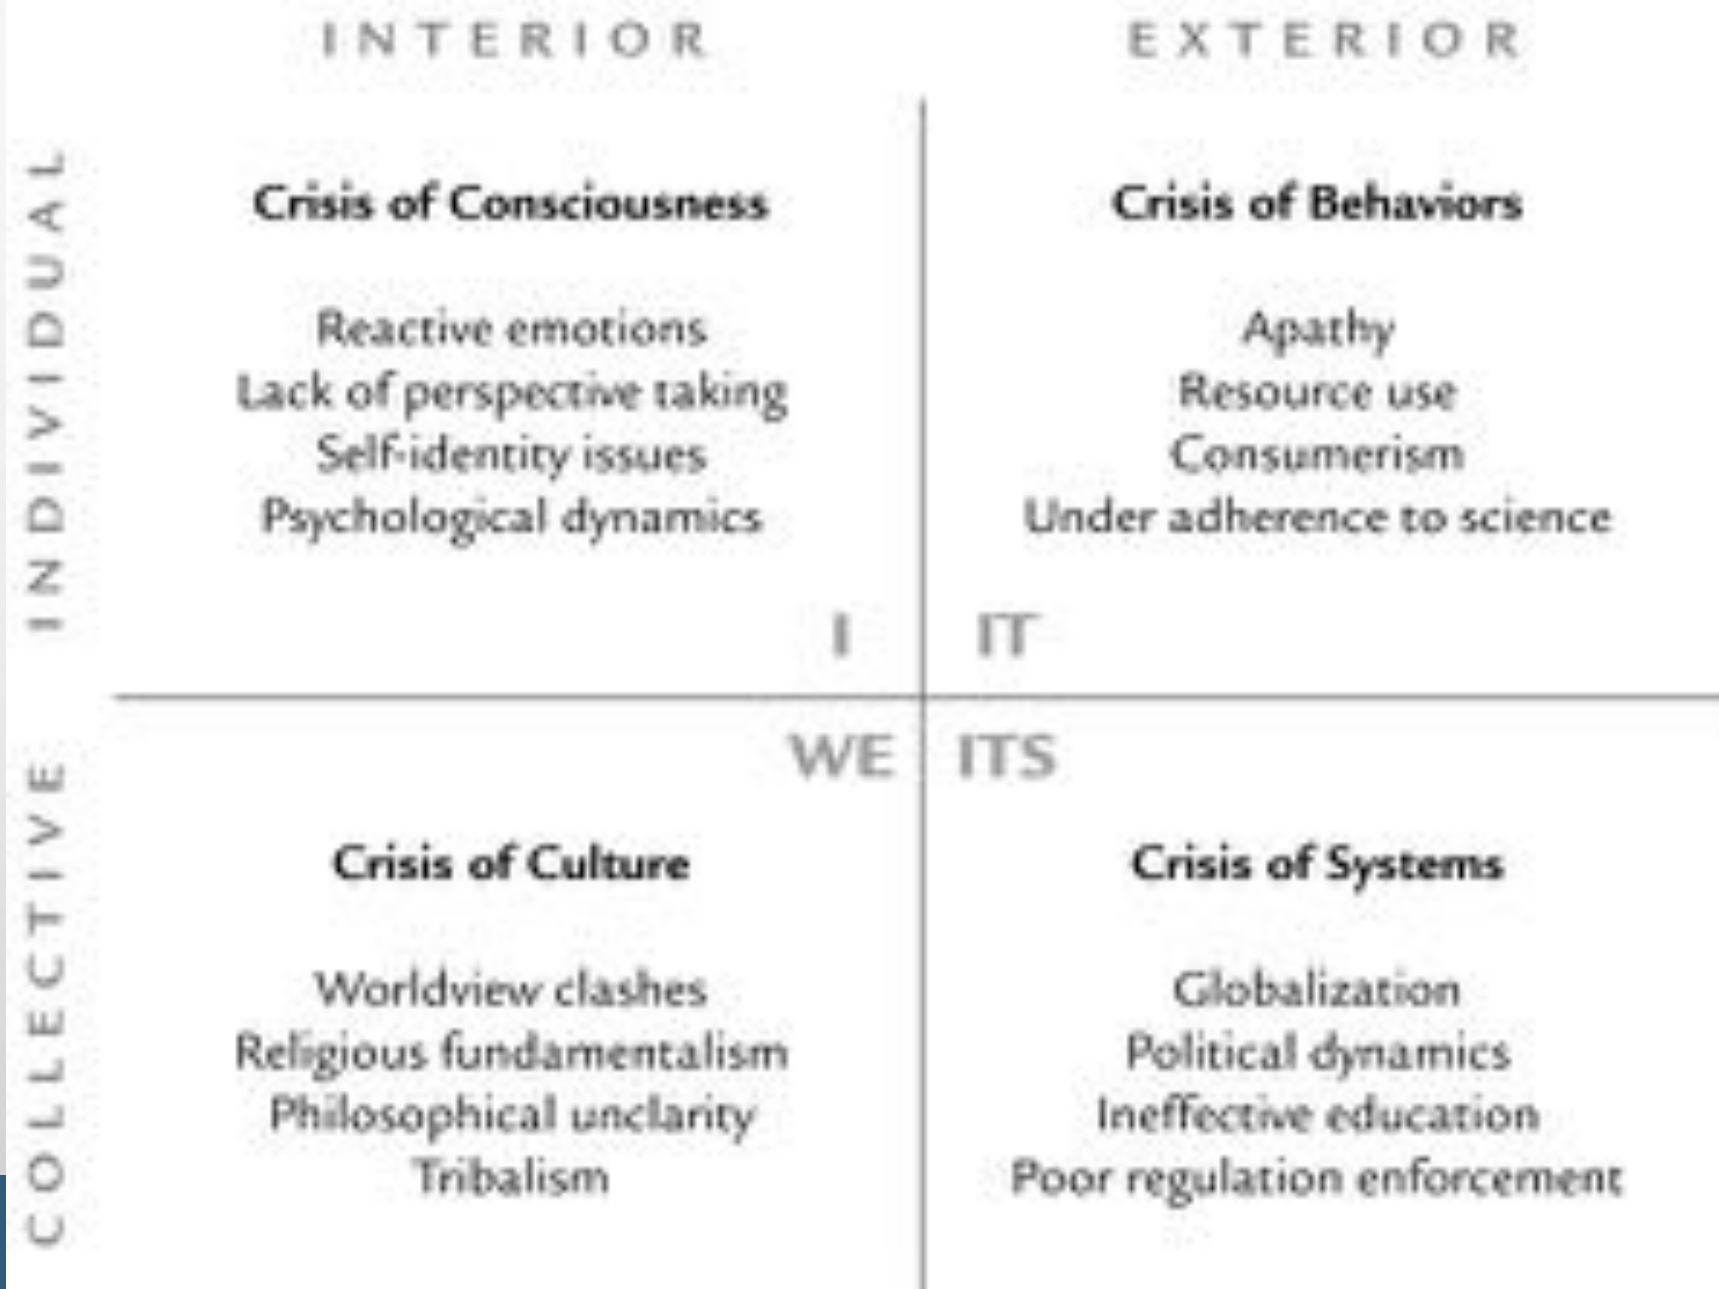 INTERIOR
EXTERIOR
INDIVIDUAL
Crisis of Consciousness
Reactive emotions
Lack of perspective taking
Self-identity issues
Psychological dynamics
I
Crisis of Behaviors
Apathy
Resource use
Consumerism
Under adherence to science
IT
COLLECTIVE
WE
Crisis of Culture
Worldview clashes
Religious fundamentalism
Philosophical unclarity
Tribalism
ITS
Crisis of Systems
Globalization
Political dynamics
Ineffective education
Poor regulation enforcement